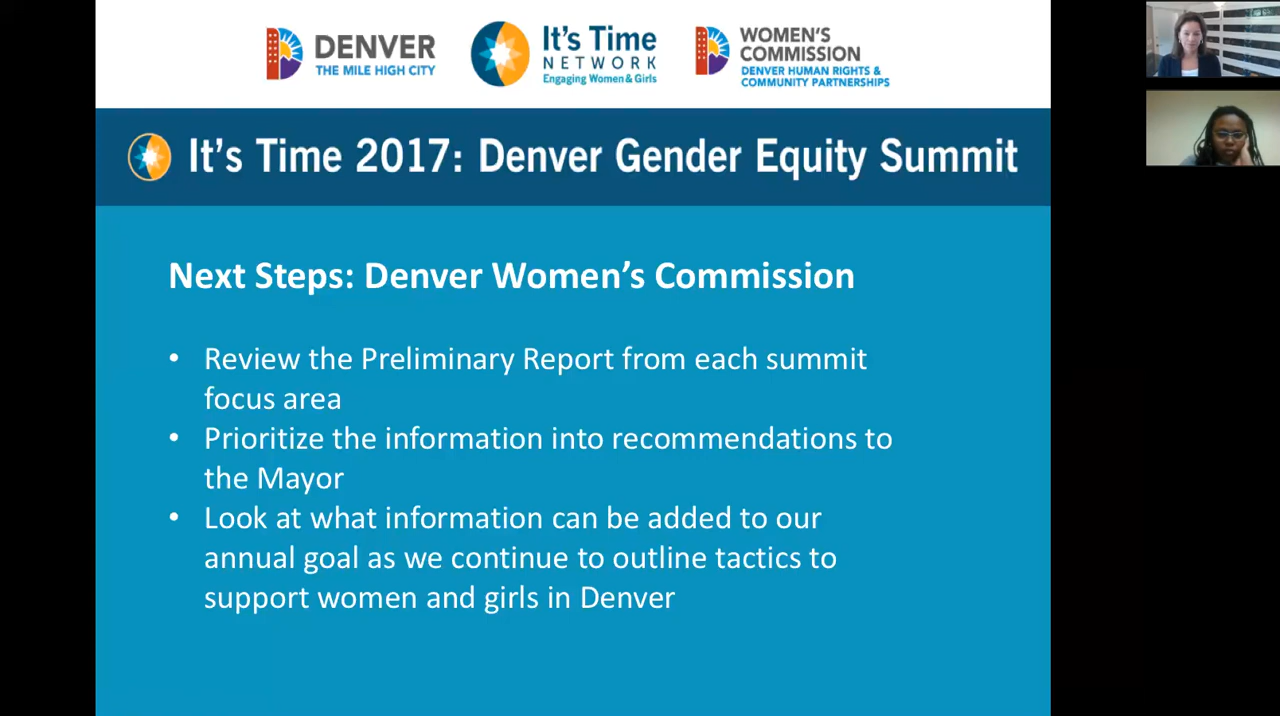 DENVER
THE MILE HIGH CITY
It's Time
NETWORK
Engaging Women & Girls
WOMEN'S
COMMISSION
DENVER HUMAN RIGHTS &
COMMUNITY PARTNERSHIPS
It's Time 2017: Denver Gender Equity Summit
Next Steps: Denver Women's Commission
• Review the Preliminary Report from each summit
focus area
• Prioritize the information into recommendations to
the Mayor
• Look at what information can be added to our
annual goal as we continue to outline tactics to
support women and girls in Denver